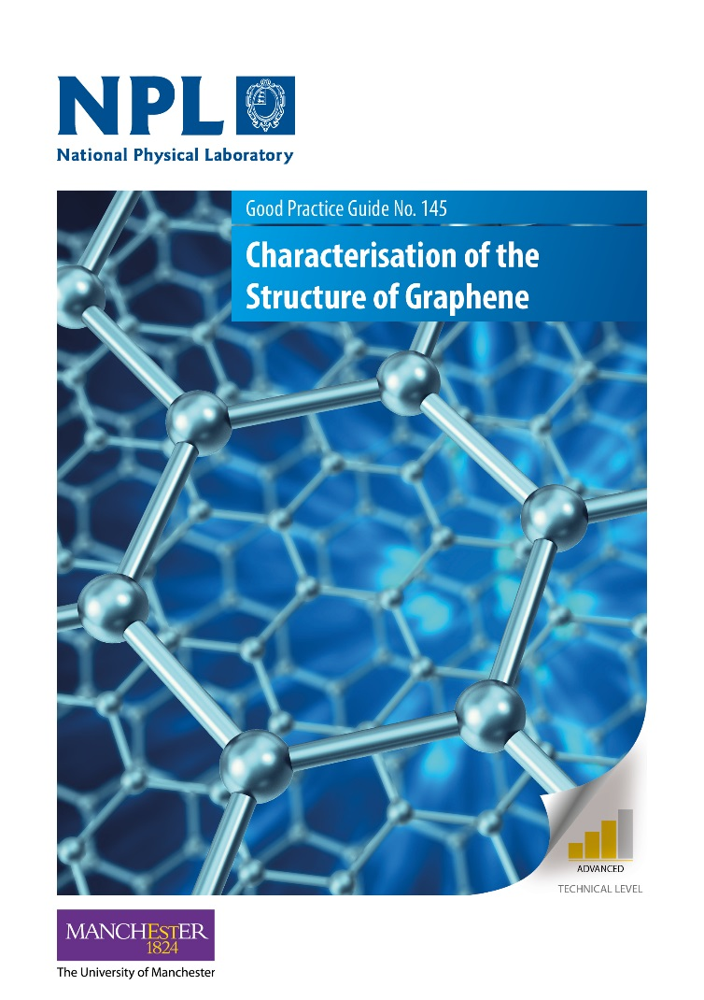 NPL
National Physical Laboratory
Good Practice Guide No. 145
Characterisation of the
Structure of Graphene
ADVANCED
TECHNICAL LEVEL
MANCHESTER
1824
The University of Manchester